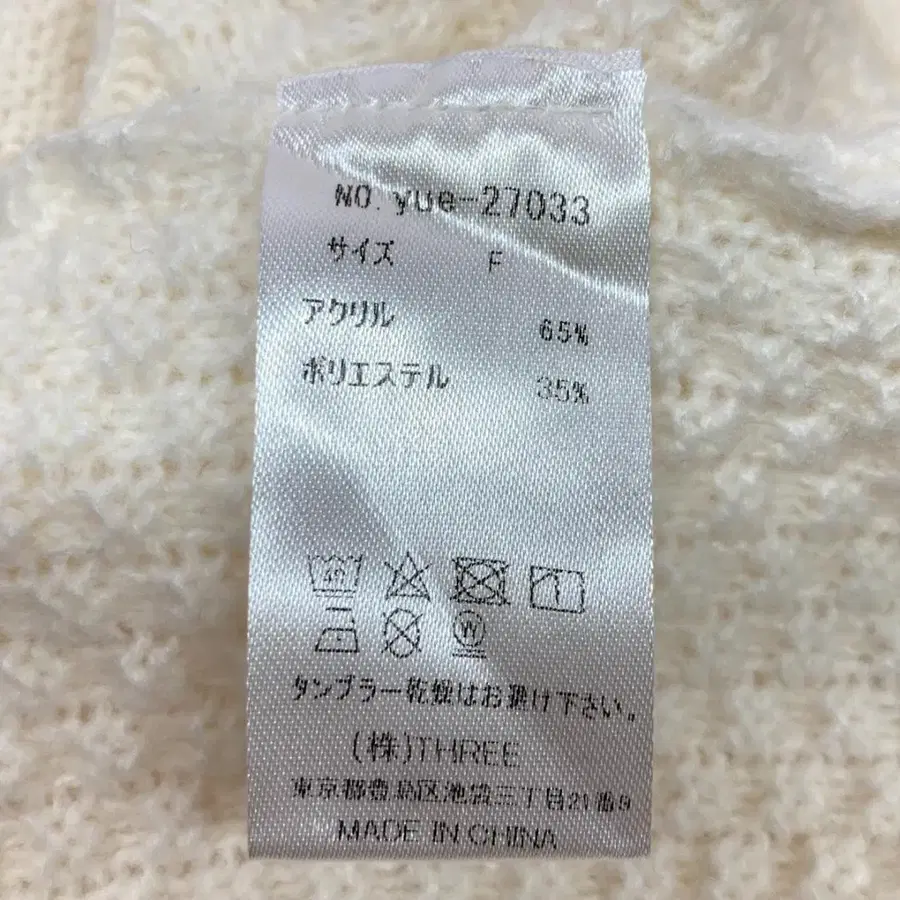 NO. yue-27033
サイズ F
アクリル 65%
ポリエステル 35%
W
タンブラー乾燥はお避け下さい。
(株)THREE
東京都豊島区池袋三丁目21番9
MADE IN CHINA